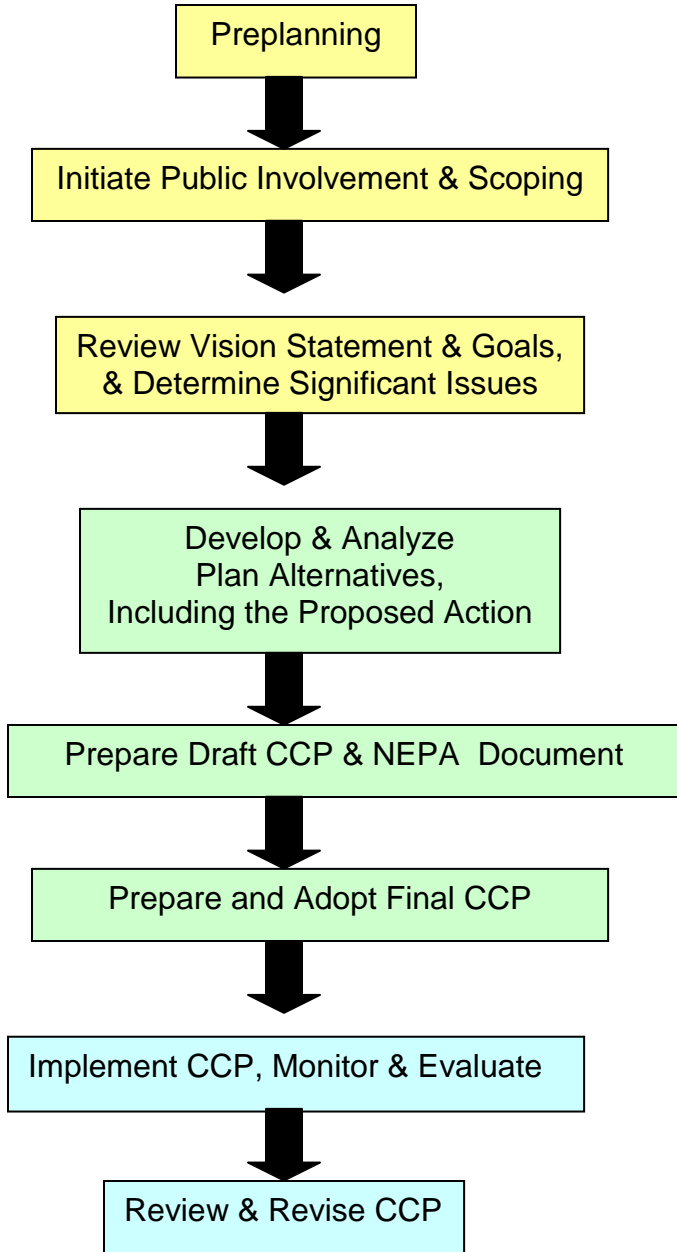 Preplanning
Initiate Public Involvement & Scoping
Review Vision Statement & Goals,
& Determine Significant Issues
Develop & Analyze
Plan Alternatives,
Including the Proposed Action
Prepare Draft CCP & NEPA Document
Prepare and Adopt Final CCP
Implement CCP, Monitor & Evaluate
Review & Revise CCP